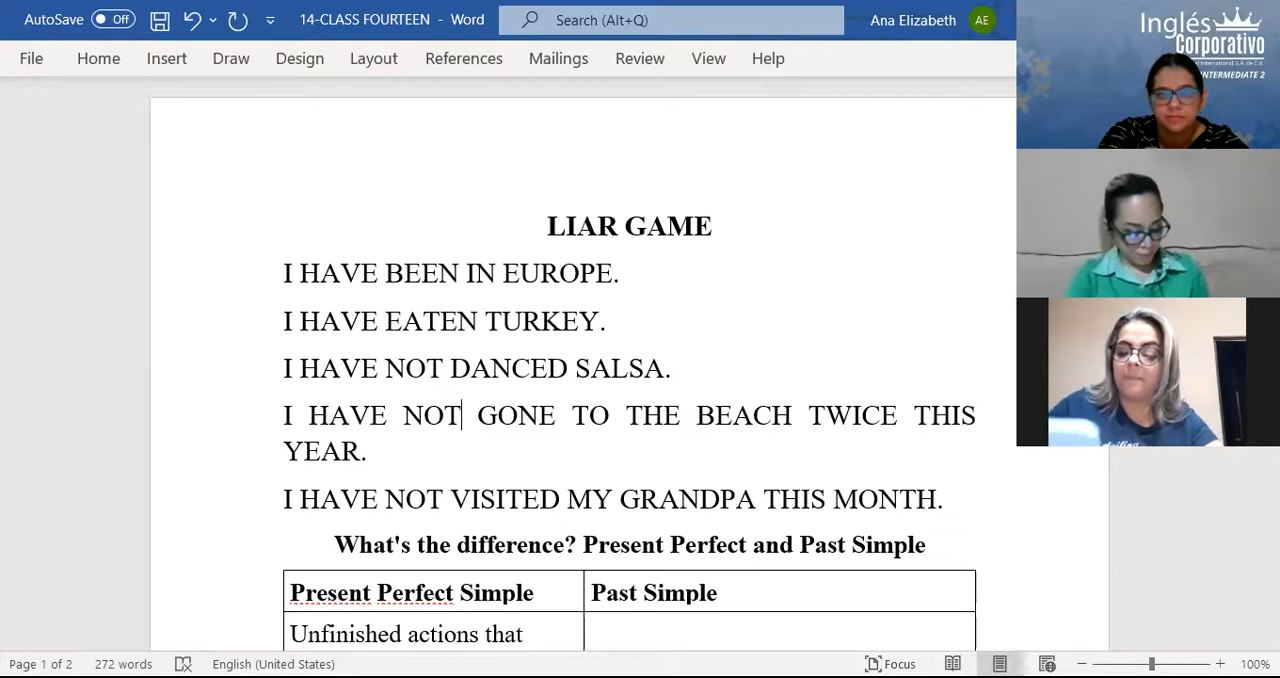 AutoSave Off 14-CLASS FOURTEEN - Word Search (Alt+Q) Ana Elizabeth AE
File Home Insert Draw Design Layout References Mailings Review View Help
Inglés
Corporativo
INTERMEDIATE 2
LIAR GAME
I HAVE BEEN IN EUROPE.
I HAVE EATEN TURKEY.
I HAVE NOT DANCED SALSA.
I HAVE NOT GONE TO THE BEACH TWICE THIS
YEAR.
I HAVE NOT VISITED MY GRANDPA THIS MONTH.
What's the difference? Present Perfect and Past Simple
Present Perfect Simple Past Simple
Unfinished actions that
Page 1 of 2 272 words English (United States) Focus 100%